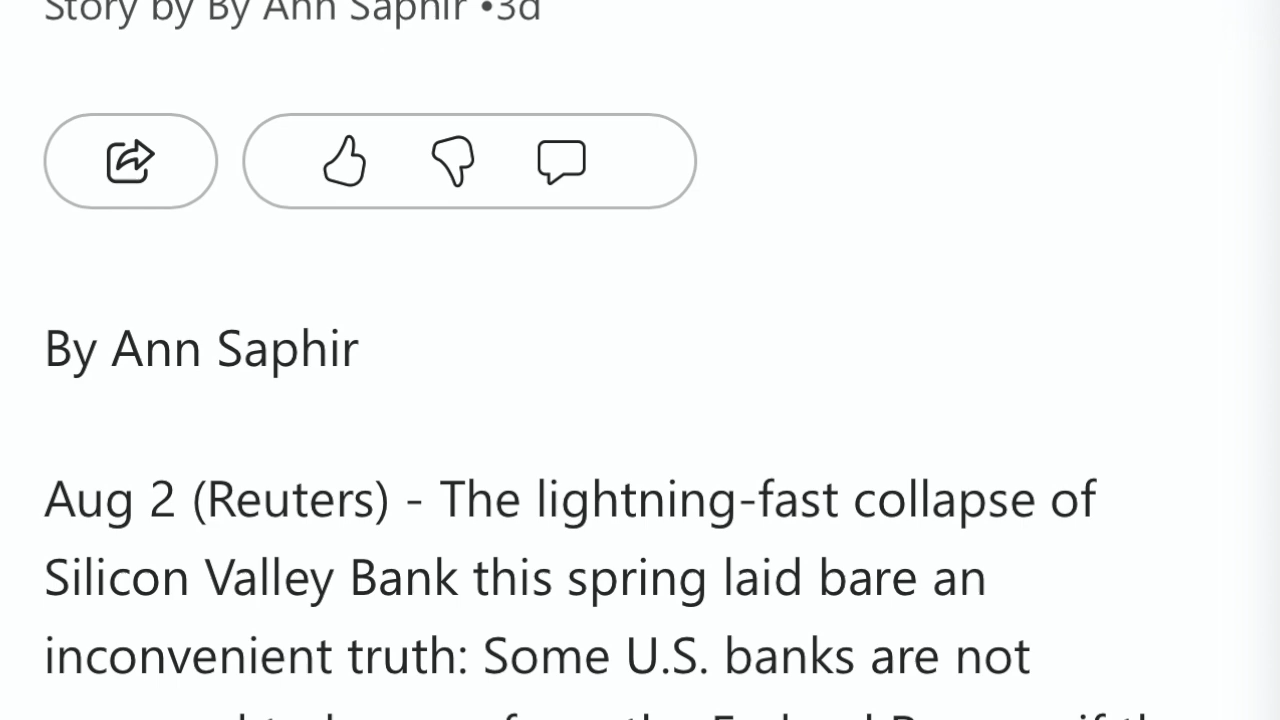 Story by By Ann Saphir •3d
By Ann Saphir
Aug 2 (Reuters) - The lightning-fast collapse of
Silicon Valley Bank this spring laid bare an
inconvenient truth: Some U.S. banks are not